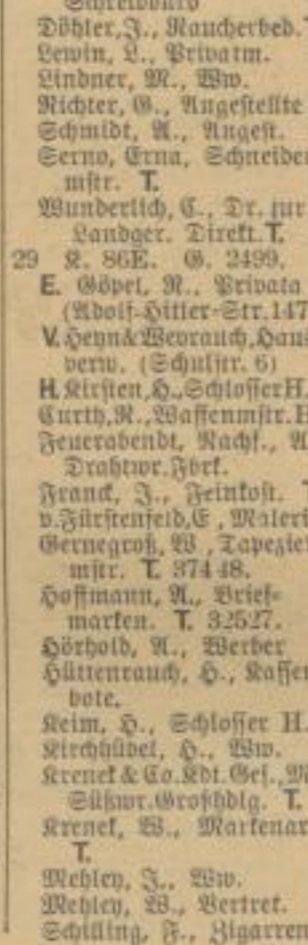 Schreibbüro
Döhler, J., Raucherbed.
Lewin, L., Privatm.
Lindner, M., Ww.
Richter, G., Angestellte
Schmidt, A., Angest.
Serno, Erna, Schneider
mstr. T.
Wunderlich, C., Dr. jur
Landger. Direkt. T.
29 K. 86E. G. 2499.
E. Göpel, R., Privata
(Adolf-Hitler-Str. 147
V. Heyn & Weyrauch, Haus
verw. (Schulstr. 6)
H. Kirsten, H., Schlosser H.
Curth, R., Waffenmstr. H
Feuerabendt, Nachf., A
Drahtwr. Fbrk.
Franck, J., Feinkost. T
v. Fürstenfeld, E., Maleri
Gernegroß, W., Tapezier
mstr. T. 37448.
Hoffmann, A., Brief-
marken. T. 32527.
Hörhold, A., Werber
Hüttenrauch, H., Kassen
bote.
Keim, H., Schlosser H.
Kirchhübel, H., Ww.
Krenek & Co. Kdt. Ges., M
Süßwr. Großhdlg. T.
Krenek, W., Markenar
T.
Mehley, J., Ww.
Mehley, W., Vertret.
Schilling, F., Zigarren